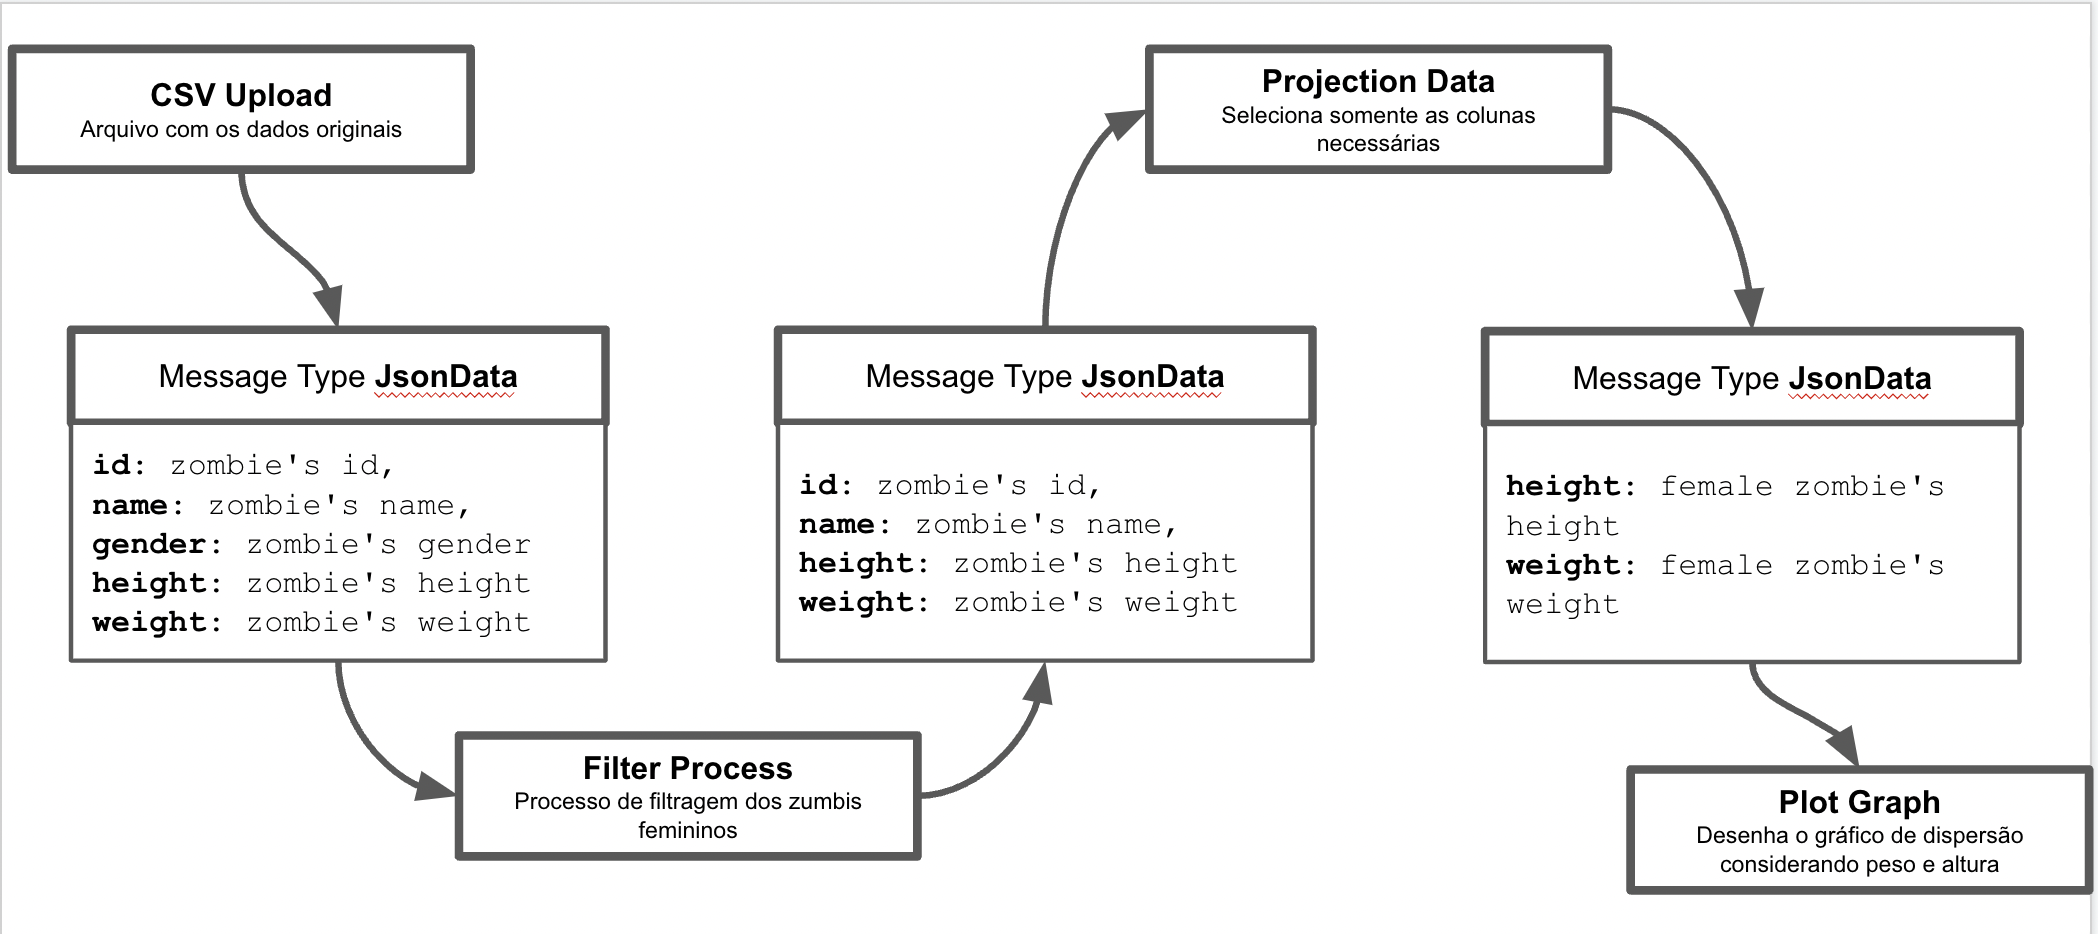 CSV Upload
Arquivo com os dados originais
Message Type JsonData
id: zombie's id,
name: zombie's name,
gender: zombie's gender
height: zombie's height
weight: zombie's weight
Filter Process
Processo de filtragem dos zumbis
femininos
Message Type JsonData
id: zombie's id,
name: zombie's name,
height: zombie's height
weight: zombie's weight
Projection Data
Seleciona somente as colunas
necessárias
Message Type JsonData
height: female zombie's
height
weight: female zombie's
weight
Plot Graph
Desenha o gráfico de dispersão
considerando peso e altura